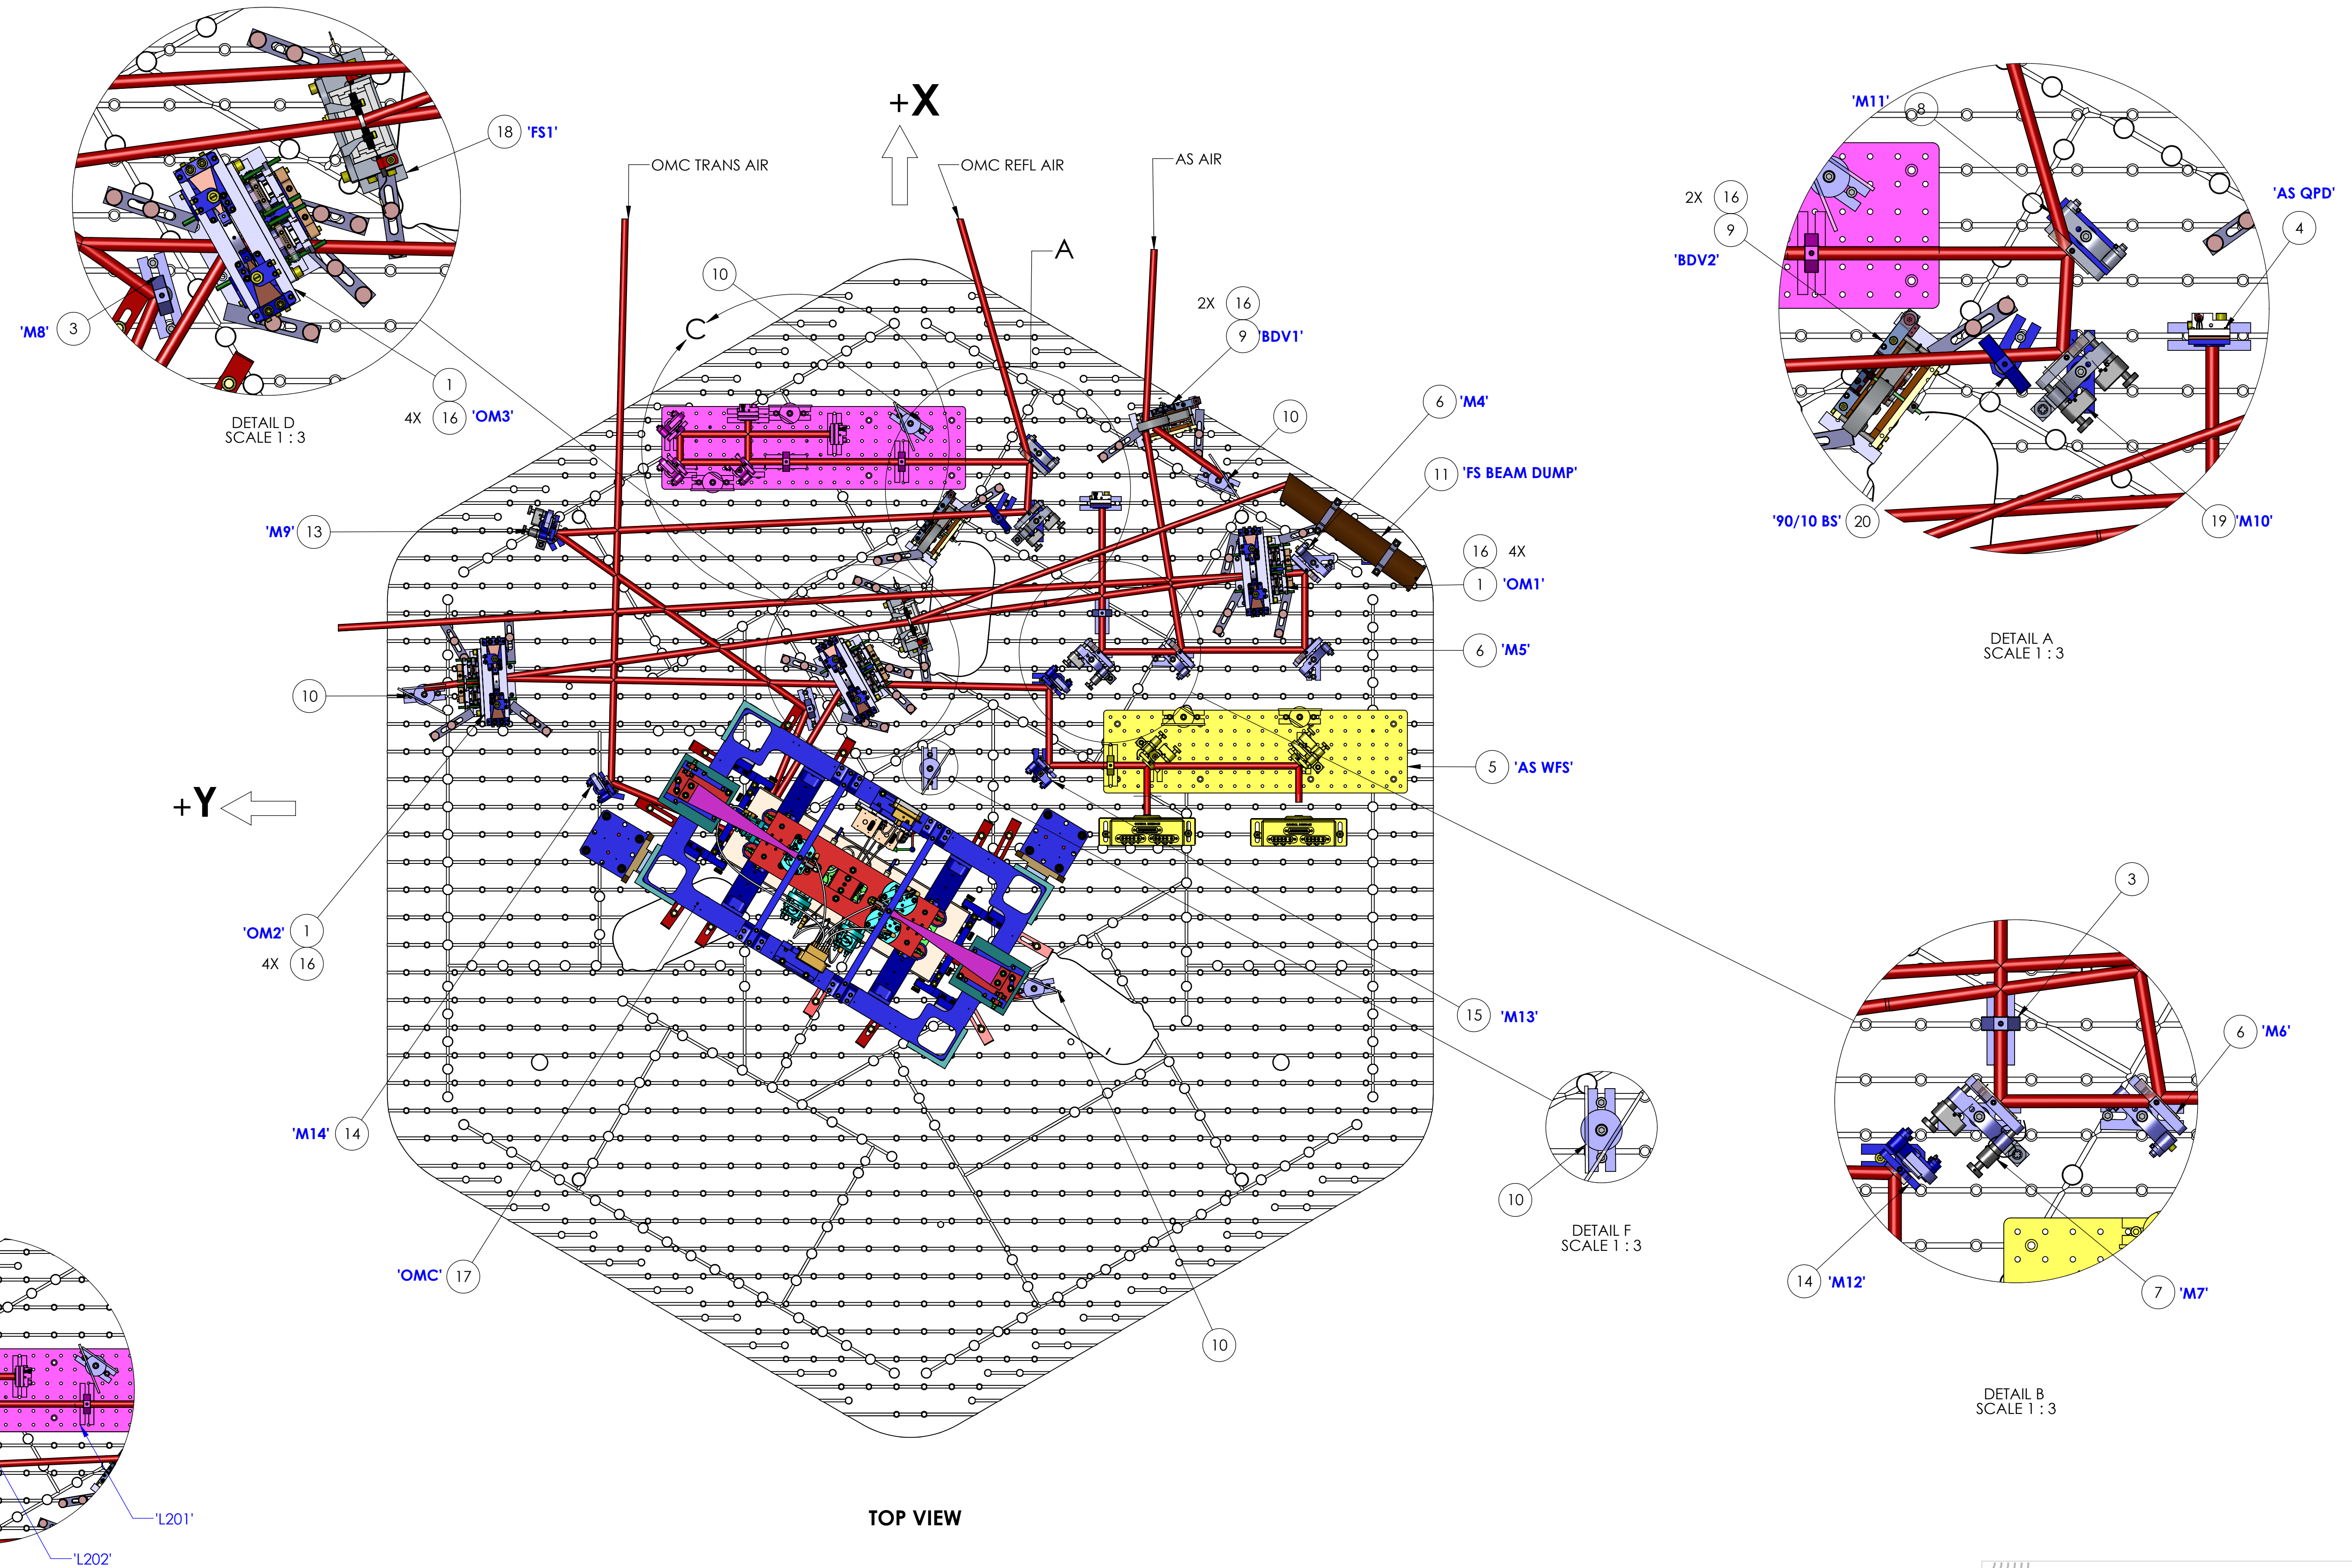 18 'FS1'
'M8' 3
1
4X 16 'OM3'
DETAIL D
SCALE 1 : 3
+X
OMC TRANS AIR
OMC REFL AIR
AS AIR
A
C
10
2X 16
9 'BDV1'
6 'M4'
10
11 'FS BEAM DUMP'
16 4X
1 'OM1'
'M9' 13
6 'M5'
10
5 'AS WFS'
+Y
'OM2' 1
4X 16
15 'M13'
'M14' 14
'OMC' 17
10
10
DETAIL F
SCALE 1 : 3
'M11' 8
2X 16
9
'BDV2'
'AS QPD'
4
'90/10 BS' 20
19 'M10'
DETAIL A
SCALE 1 : 3
3
6 'M6'
14 'M12'
7 'M7'
DETAIL B
SCALE 1 : 3
'L201'
'L202'
TOP VIEW